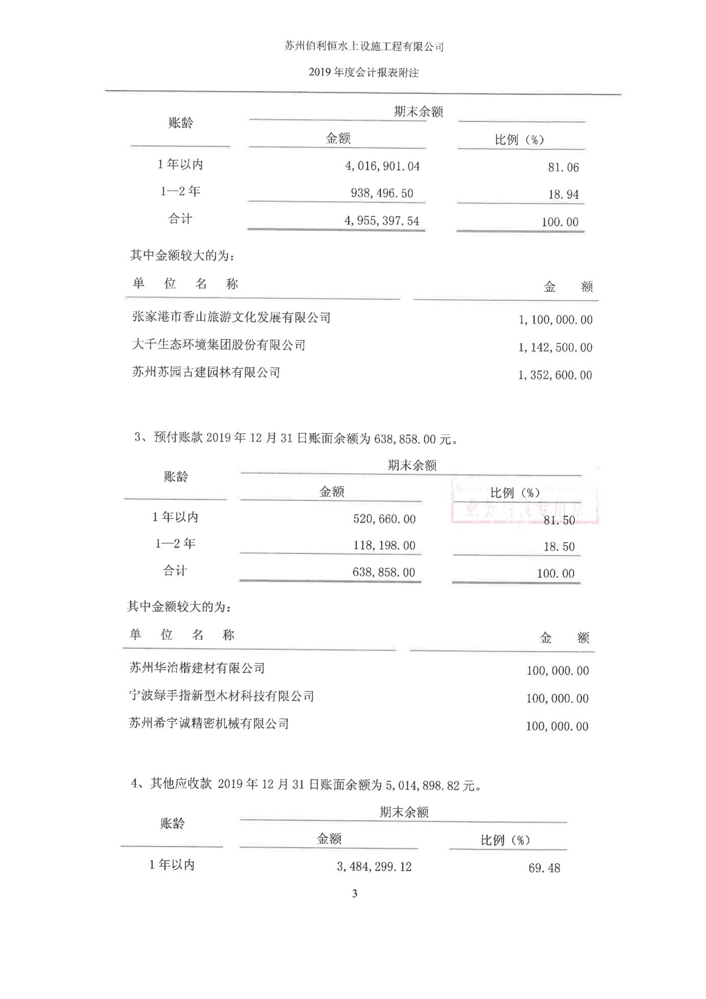 苏州伯利恒水上设施工程有限公司
2019 年度会计报表附注
账龄 期末余额
金额 比例（%）
1 年以内 4,016,901.04 81.06
1--2 年 938,496.50 18.94
合计 4,955,397.54 100.00
其中金额较大的为：
单 位 名 称 金 额
张家港市香山旅游文化发展有限公司 1,100,000.00
大千生态环境集团股份有限公司 1,142,500.00
苏州苏园古建园林有限公司 1,352,600.00
3、预付账款 2019 年 12 月 31 日账面余额为 638,858.00 元。
账龄 期末余额
金额 比例（%）
业务 专用章
1 年以内 520,660.00 81.50
1—2 年 118,198.00 18.50
合计 638,858.00 100.00
其中金额较大的为：
单 位 名 称 金 额
苏州华治楷建材有限公司 100,000.00
宁波绿手指新型木材科技有限公司 100,000.00
苏州希宇诚精密机械有限公司 100,000.00
4、其他应收款 2019 年 12 月 31 日账面余额为 5,014,898.82 元。
账龄 期末余额
金额 比例（%）
1 年以内 3,484,299.12 69.48
3